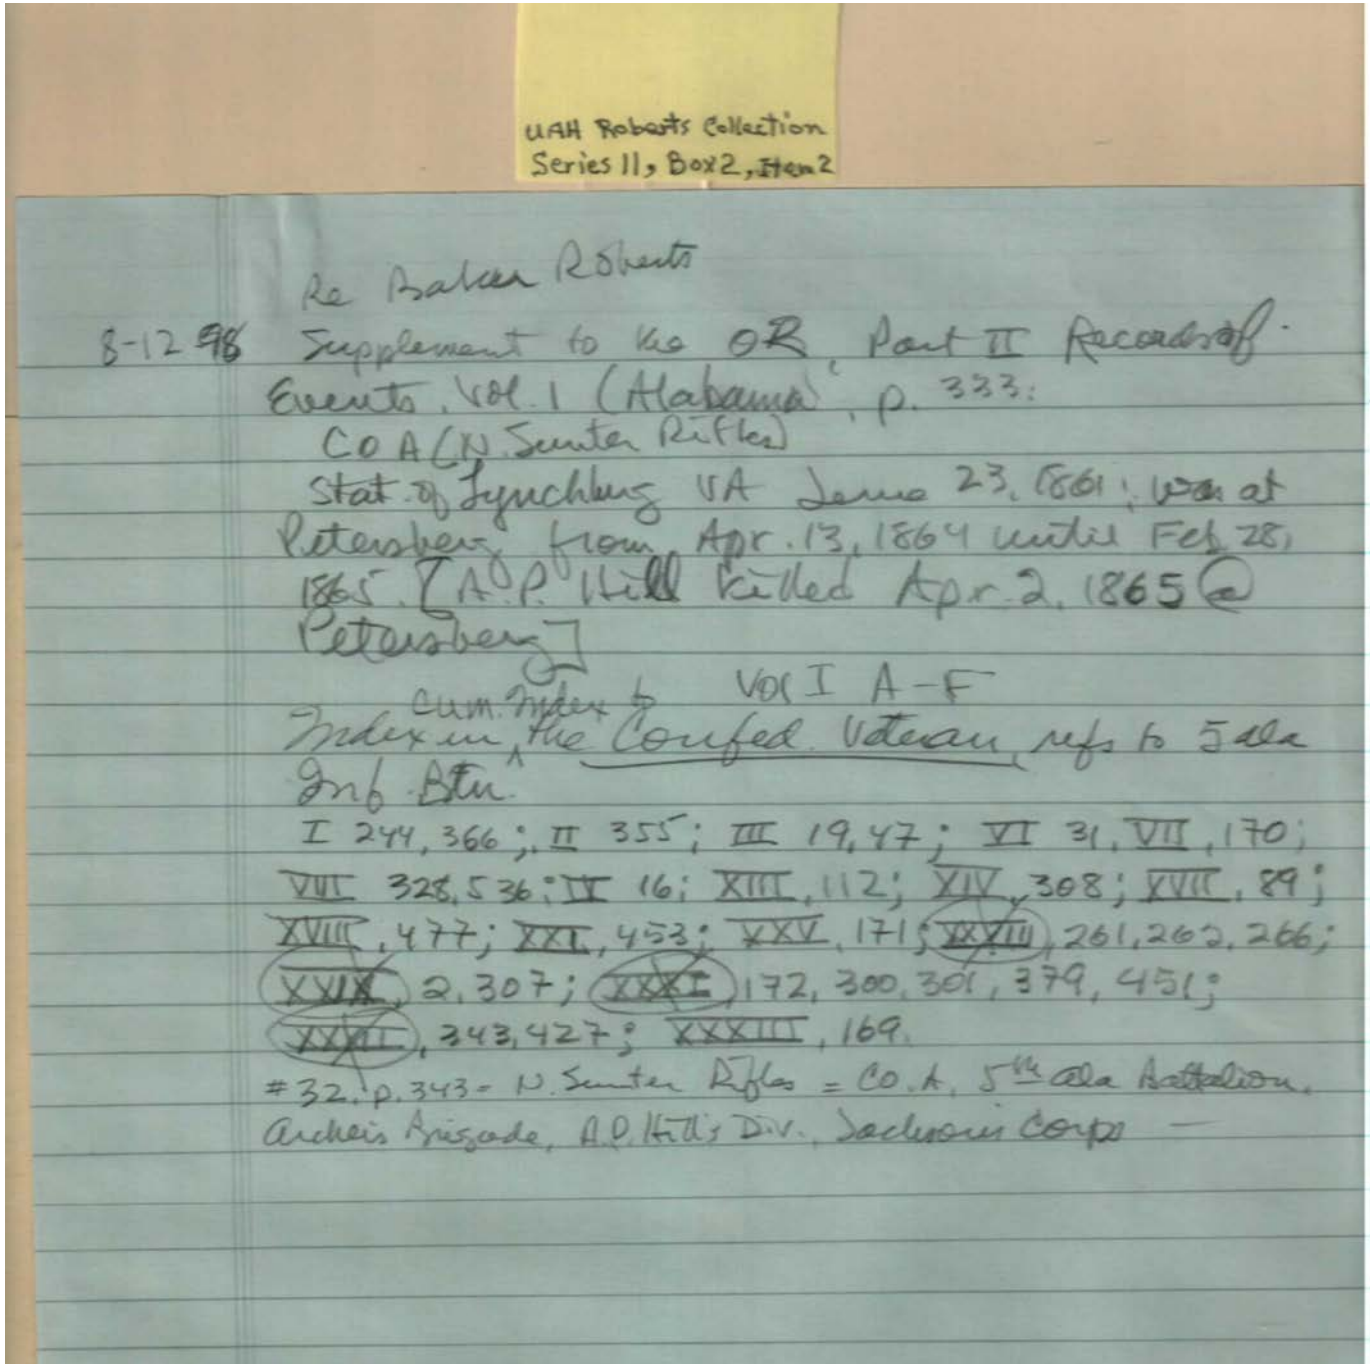 UAH Roberts Collection
Series 11, Box 2, Item 2
Re Baker Roberts
8-12 98 Supplement to the OR, Part II Records of
Events, Vol. 1 (Alabama), p. 333:
CO A (N. Sumter Rifles)
Stat. of Lynchburg VA June 23, 1861; was at
Petersberg from Apr. 13, 1864 until Feb 28,
1865. [A.P. Hill killed Apr. 2, 1865 @
Petersberg]
cum. Index to Vol I A-F
Index in ^ the Confed. Veteran, refs to 5 ala
Inf. Btn.
I 244, 366; II 355; III 19, 47; VI 31, VII, 170;
VIII 328, 536; IX 16; XIII, 112; XIV, 308; XVII, 89;
XVIII, 477; XXI, 453; XXV, 171; 261, 262, 266;
XXIX, 2, 307; XXXI, 172, 300, 301, 379, 451;
XXXII, 343, 427; XXXIII, 169.
#32, p. 343 = N. Sumter Rifles = CO. A, 5th ala Battalion,
Archer's Brigade, A.P. Hill's Div., Jackson's Corps —